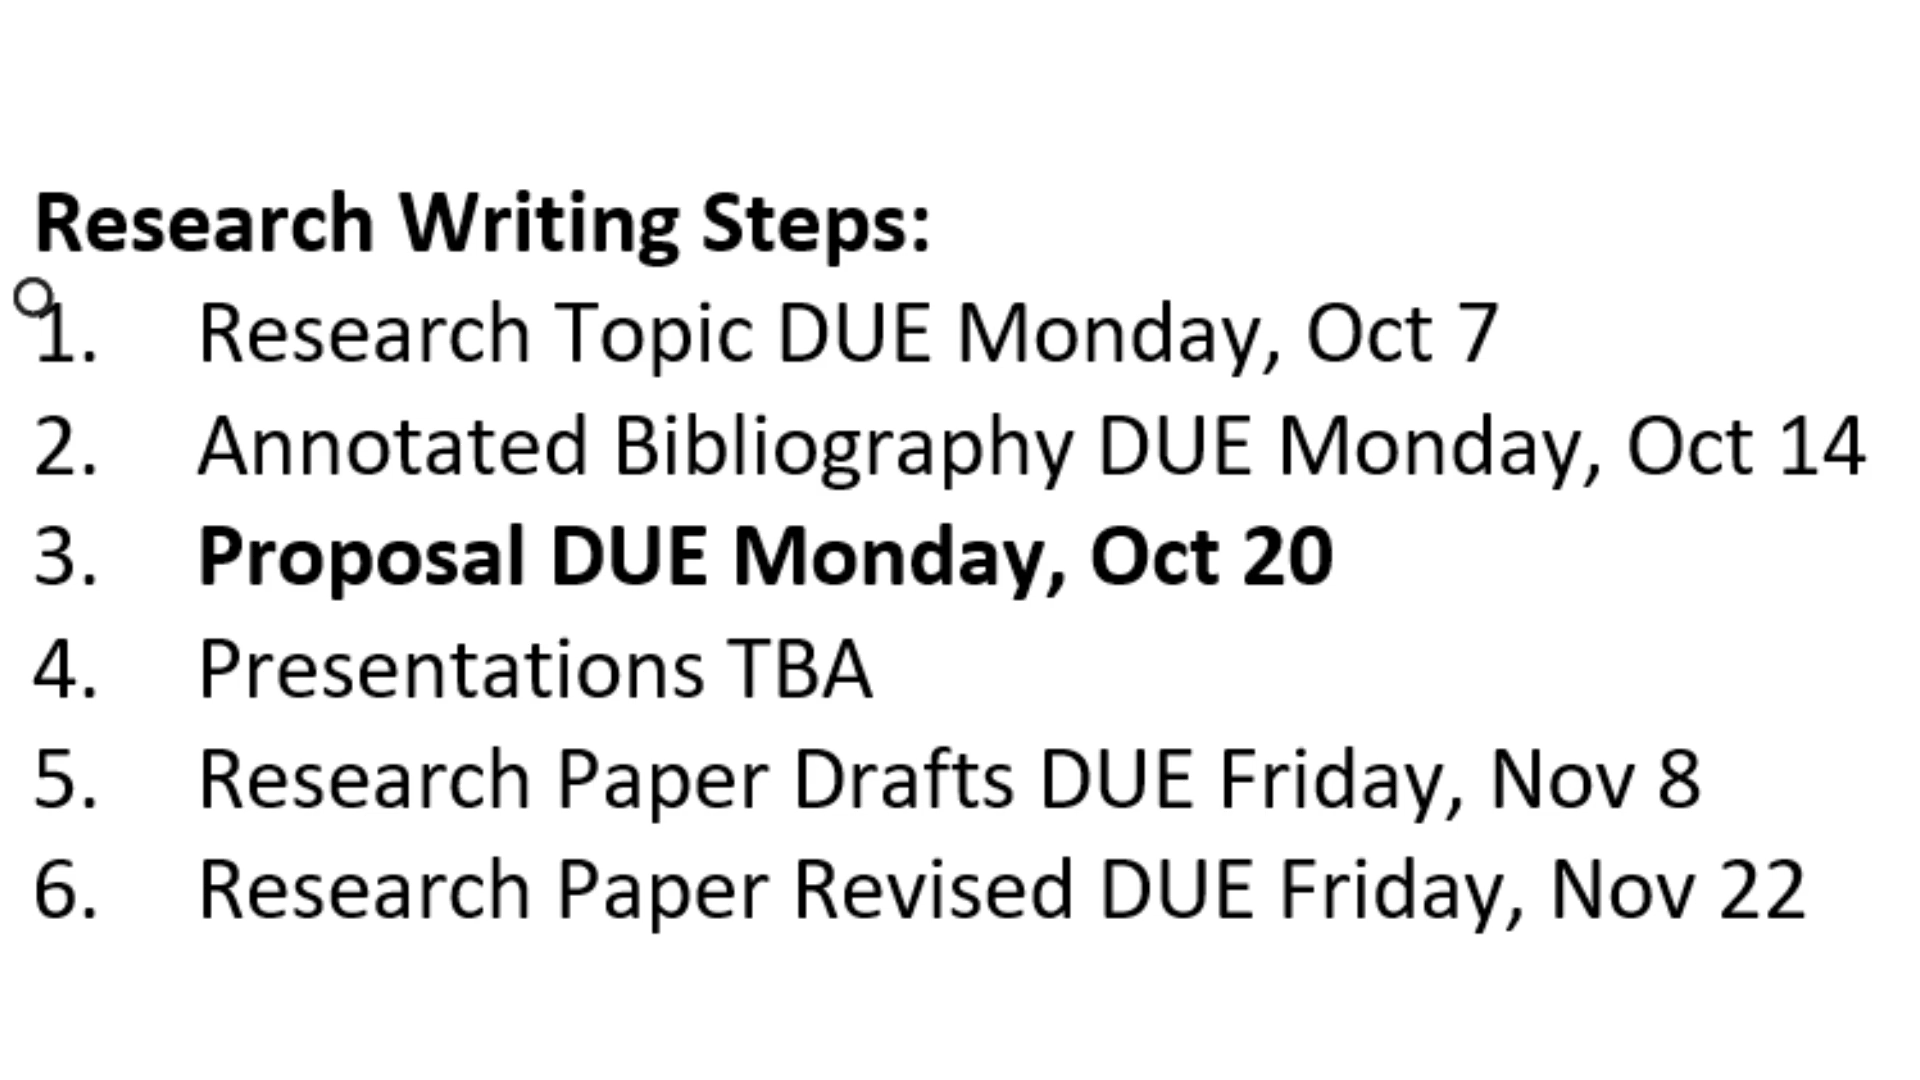 Research Writing Steps:
1. Research Topic DUE Monday, Oct 7
2. Annotated Bibliography DUE Monday, Oct 14
3. Proposal DUE Monday, Oct 20
4. Presentations TBA
5. Research Paper Drafts DUE Friday, Nov 8
6. Research Paper Revised DUE Friday, Nov 22